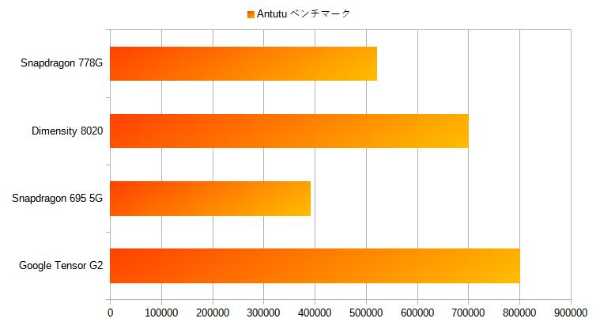 Antutu ベンチマーク
Snapdragon 778G
Dimensity 8020
Snapdragon 695 5G
Google Tensor G2
0 100000 200000 300000 400000 500000 600000 700000 800000 900000